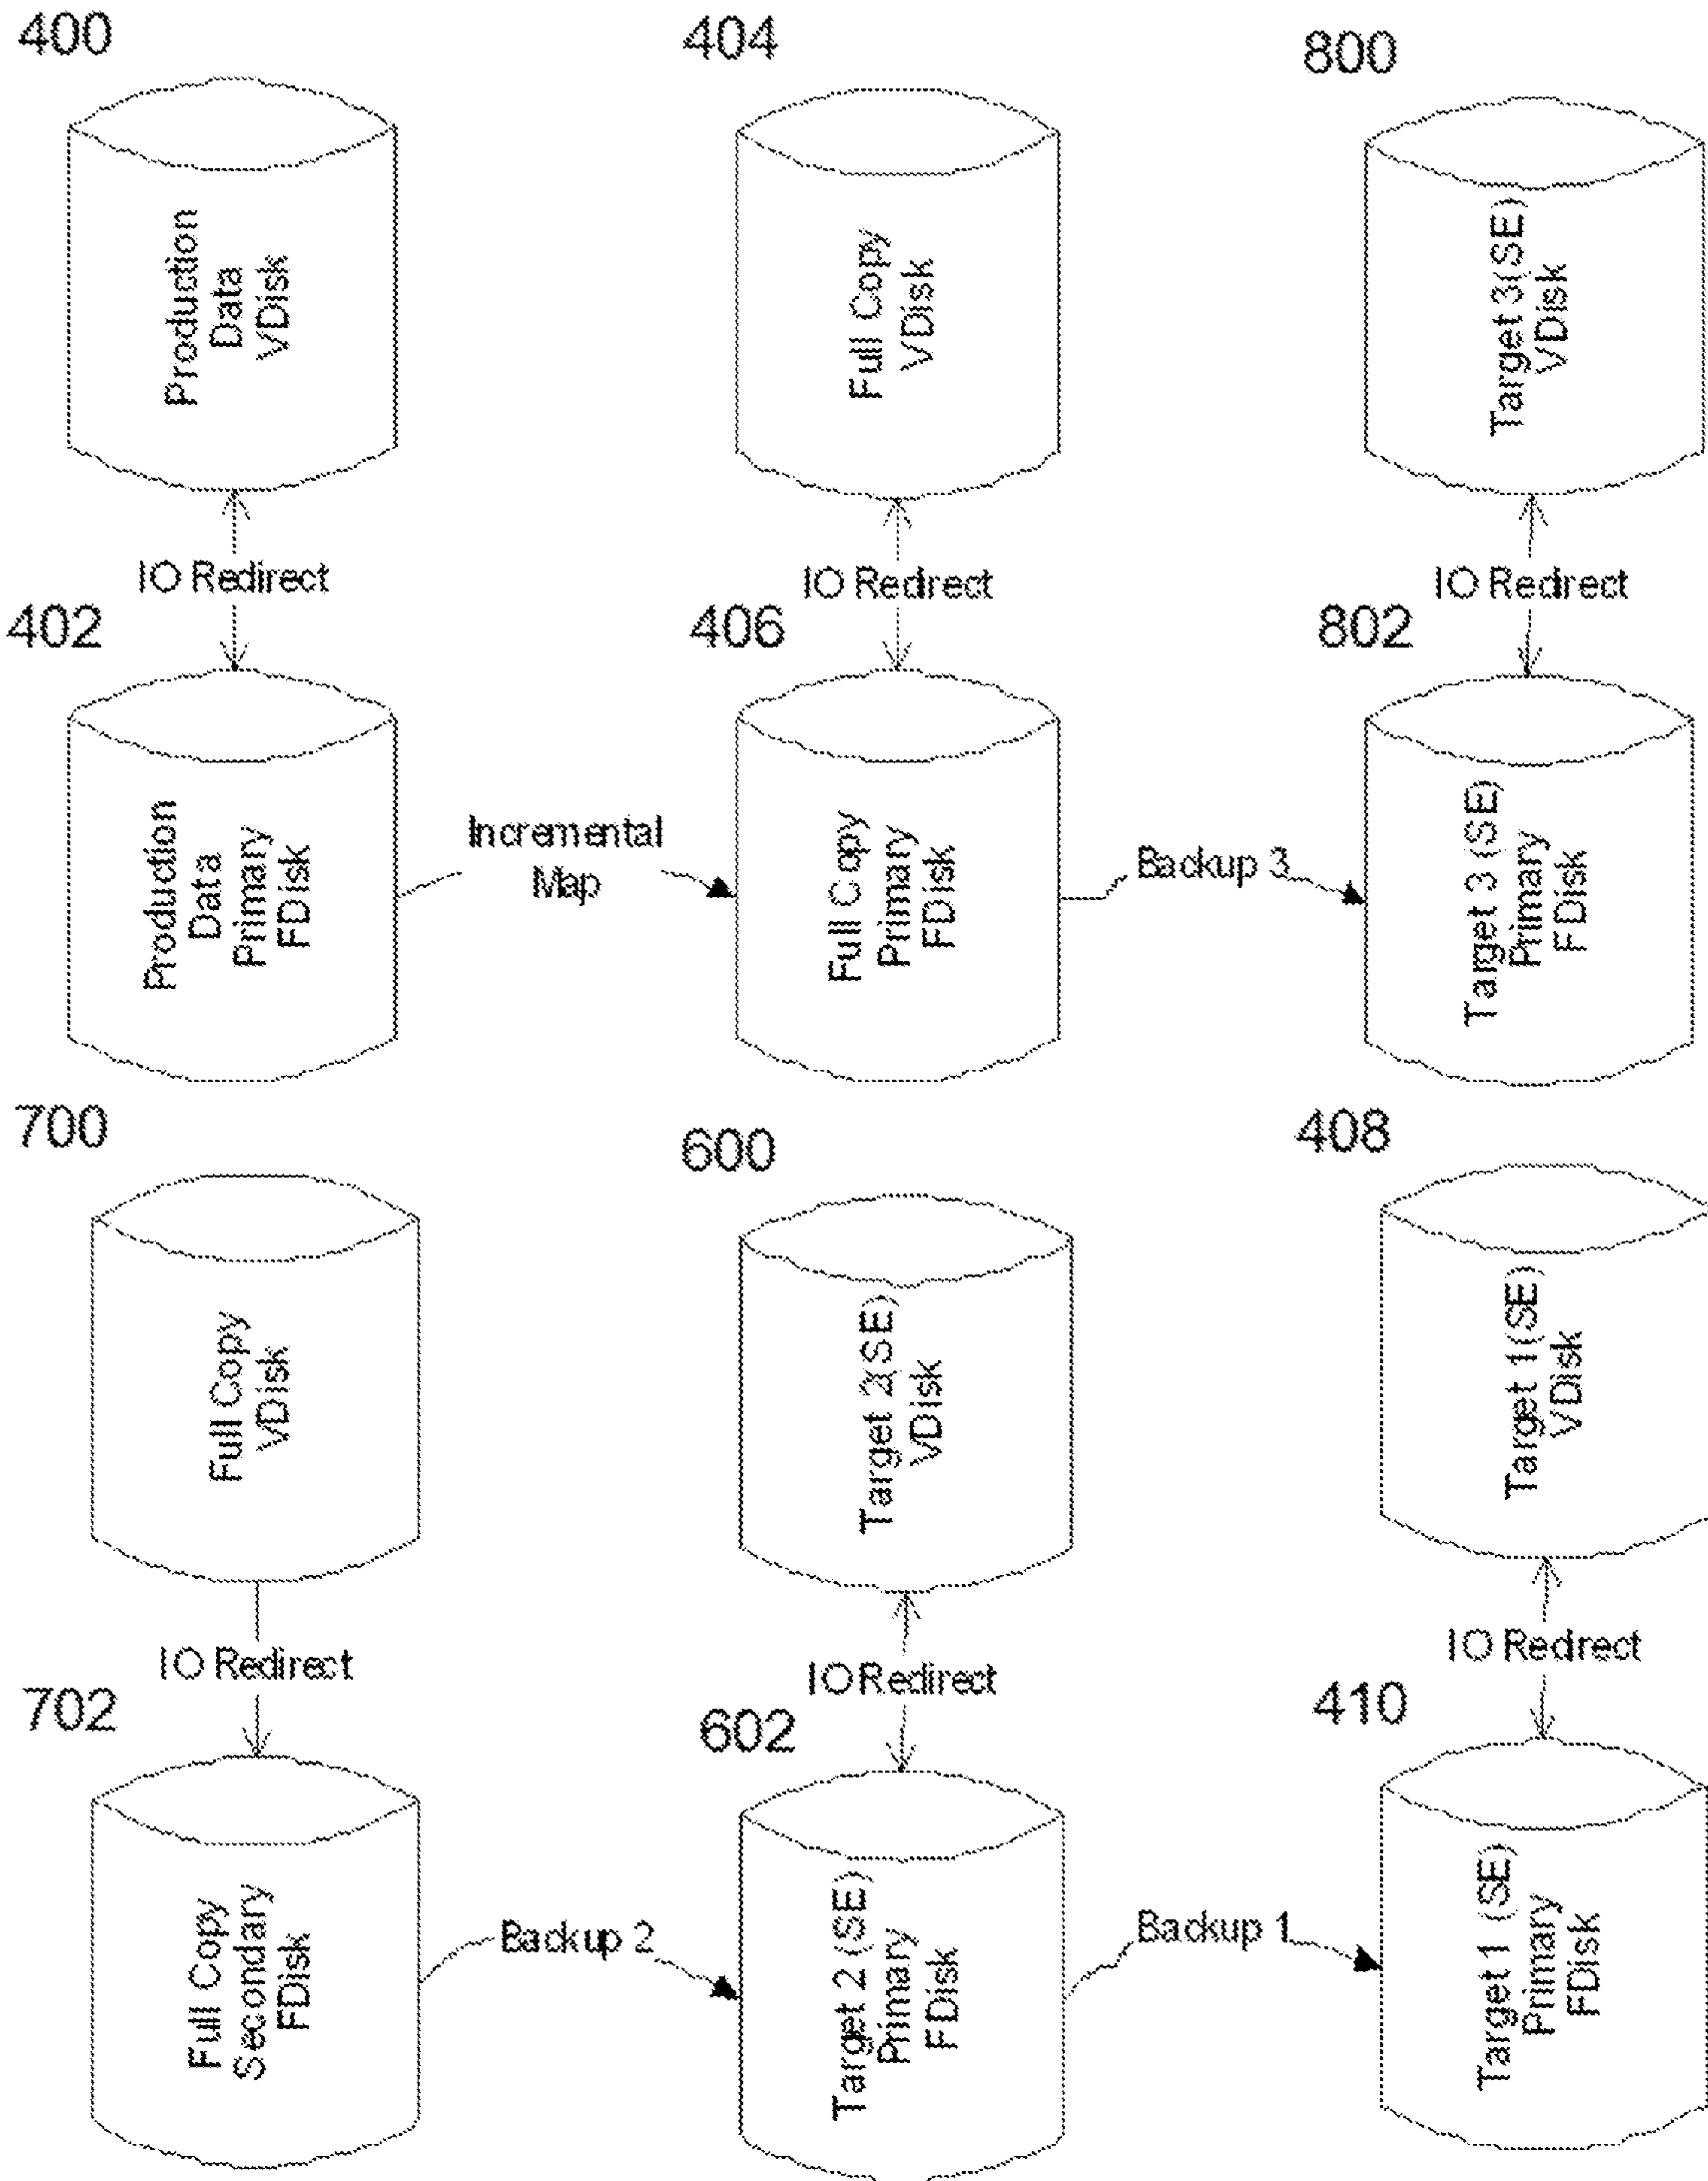 400
404
800
Production
Data
VDisk
Full Copy
VDisk
Target 3(SE)
VDisk
IO Redirect
IO Redirect
IO Redirect
402
406
802
Production
Data
Primary
FDisk
Incremental
Map
Full Copy
Primary
FDisk
Backup 3
Target 3 (SE)
Primary
FDisk
700
600
408
Full Copy
VDisk
Target 2(SE)
VDisk
Target 1(SE)
VDisk
IO Redirect
IO Redirect
IO Redirect
702
602
410
Full Copy
Secondary
FDisk
Backup 2
Target 2 (SE)
Primary
FDisk
Backup 1
Target 1 (SE)
Primary
FDisk